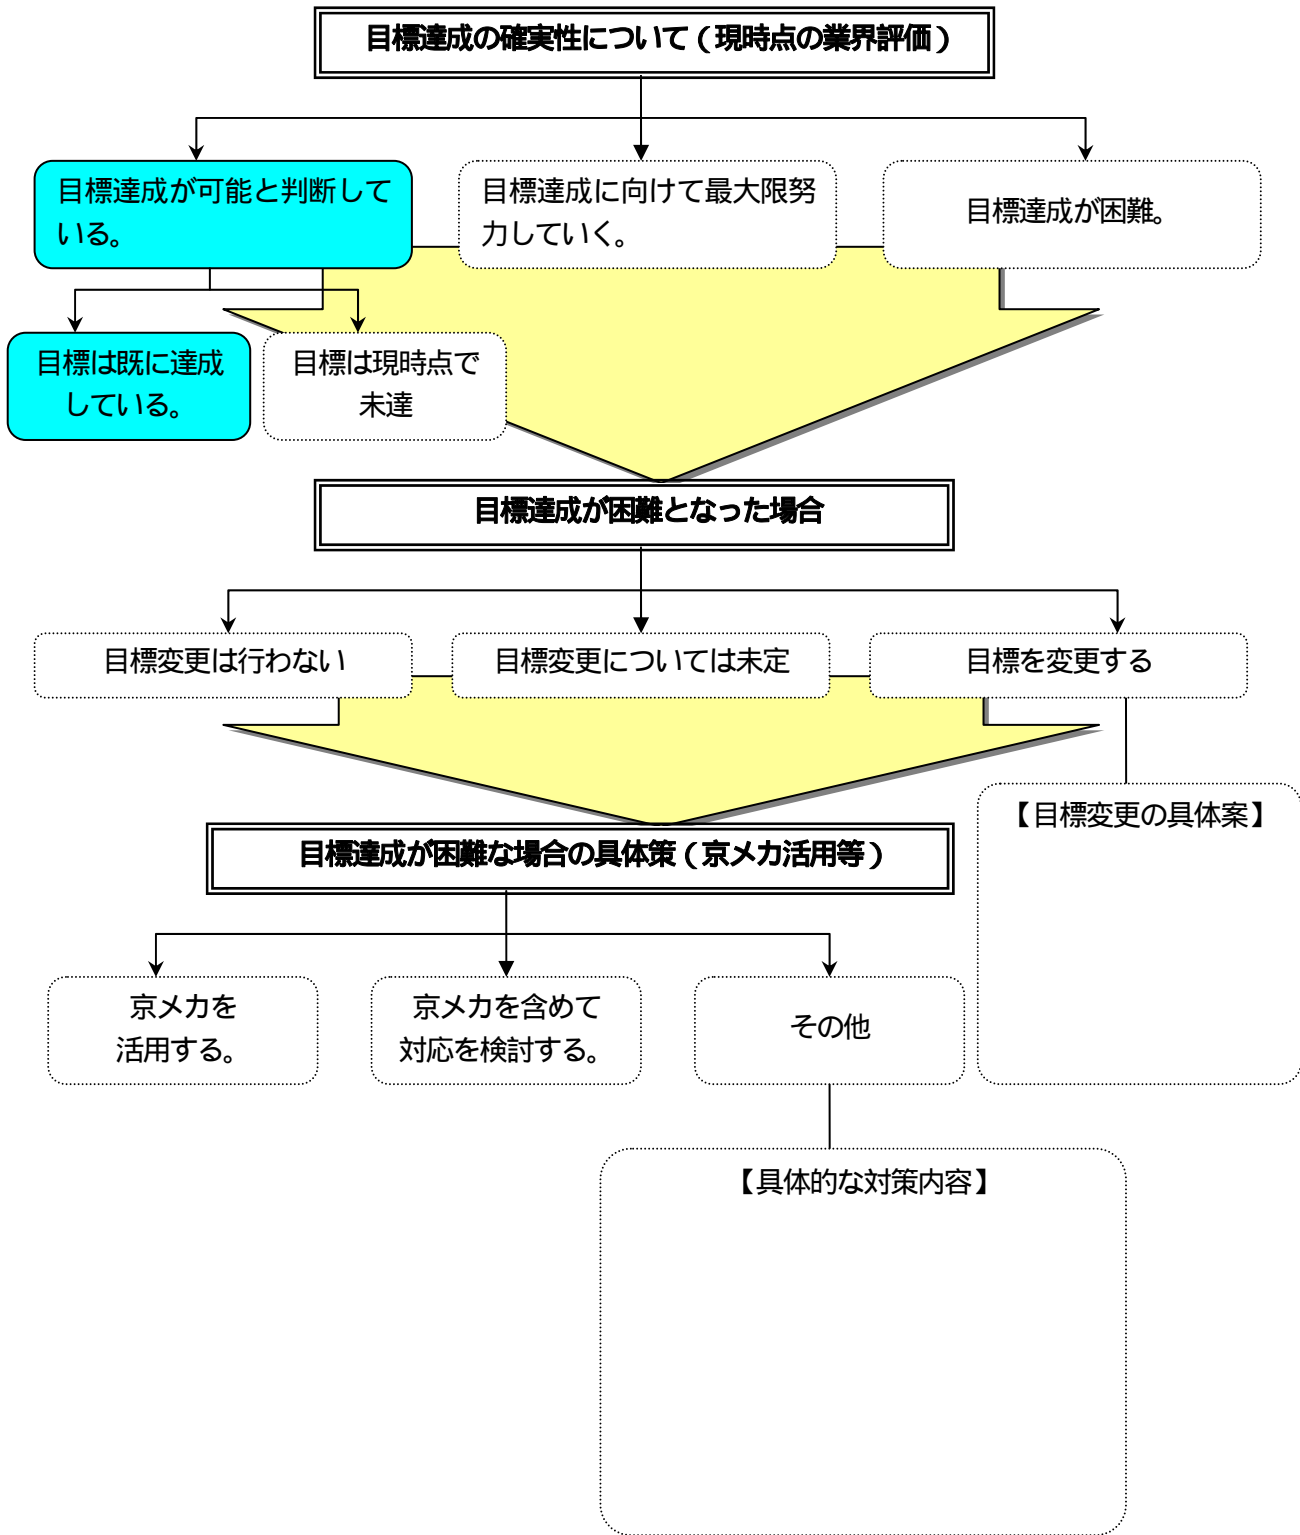 目標達成の確実性について（現時点の業界評価）
目標達成が可能と判断して
いる。
目標達成に向けて最大限努
力していく。
目標達成が困難。
目標は既に達成
している。
目標は現時点で
未達
目標達成が困難となった場合
目標変更は行わない
目標変更については未定
目標を変更する
【目標変更の具体案】
目標達成が困難な場合の具体策（京メカ活用等）
京メカを
活用する。
京メカを含めて
対応を検討する。
その他
【具体的な対策内容】